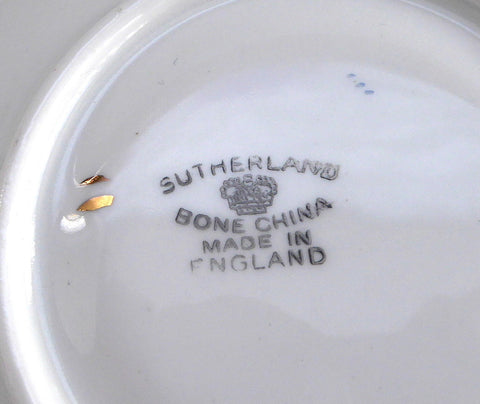 SUTHERLAND
BONE CHINA
MADE IN
ENGLAND